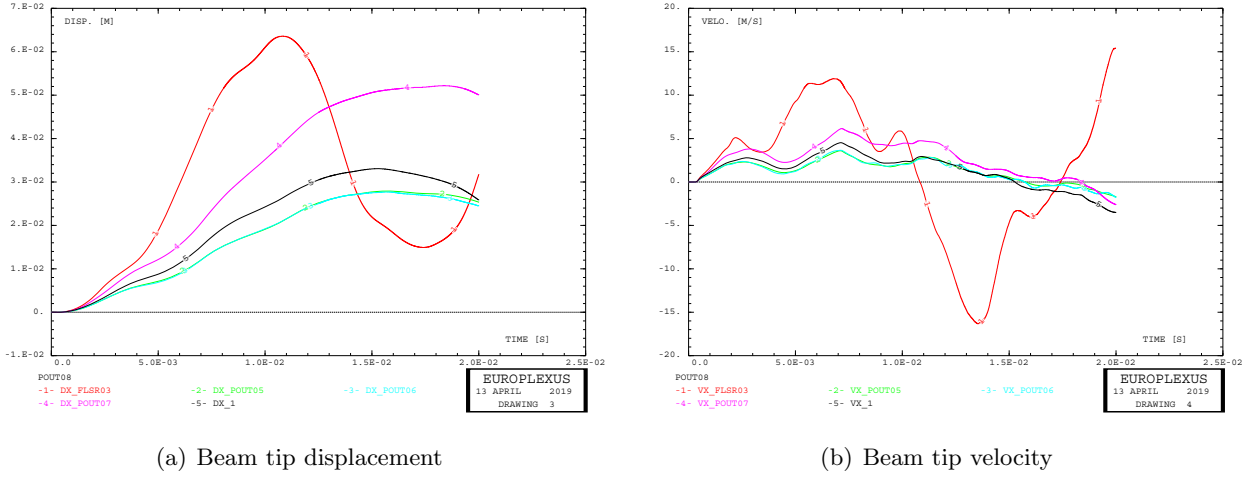 7.E-02
DISP. [M]
6.E-02
5.E-02
4.E-02
3.E-02
2.E-02
1.E-02
0.
-1.E-02
TIME [S]
0.0 5.0E-03 1.0E-02 1.5E-02 2.0E-02 2.5E-02
POUT08
-1- DX_FLSR03 -2- DX_POUT05 -3- DX_POUT06
-4- DX_POUT07 -5- DX_1
EUROPLEXUS
13 APRIL 2019
DRAWING 3
(a) Beam tip displacement
20.
VELO. [M/S]
15.
10.
5.
0.
-5.
-10.
-15.
-20.
TIME [S]
0.0 5.0E-03 1.0E-02 1.5E-02 2.0E-02 2.5E-02
POUT08
-1- VX_FLSR03 -2- VX_POUT05 -3- VX_POUT06
-4- VX_POUT07 -5- VX_1
EUROPLEXUS
13 APRIL 2019
DRAWING 4
(b) Beam tip velocity